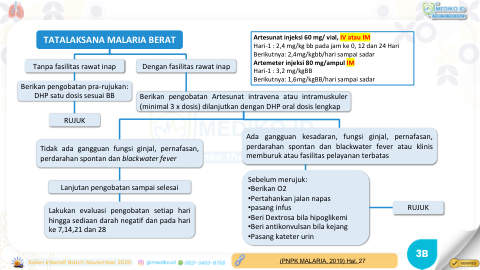 MEDIKO.ID
TATALAKSANA MALARIA BERAT
Artesunat injeksi 60 mg/ vial, IV atau IM
Hari-1 : 2,4 mg/kg bb pada jam ke 0, 12 dan 24 Hari
Berikutnya: 2,4mg/kgbb/hari sampai sadar
Artemeter injeksi 80 mg/ampul IM
Hari-1 : 3,2 mg/kgBB
Berikutnya: 1,6mg/kgBB/hari sampai sadar
Tanpa fasilitas rawat inap
Dengan fasilitas rawat inap
Berikan pengobatan pra-rujukan:
DHP satu dosis sesuai BB
RUJUK
Berikan pengobatan Artesunat intravena atau intramuskuler
(minimal 3 x dosis) dilanjutkan dengan DHP oral dosis lengkap
MEDIKO.ID
Tidak ada gangguan fungsi ginjal, pernafasan,
perdarahan spontan dan blackwater fever
Ada gangguan kesadaran, fungsi ginjal, pernafasan,
perdarahan spontan dan blackwater fever atau klinis
memburuk atau fasilitas pelayanan terbatas
Lanjutan pengobatan sampai selesai
Lakukan evaluasi pengobatan setiap hari
hingga sediaan darah negatif dan pada hari
ke 7,14,21 dan 28
Sebelum merujuk:
•Berikan O2
•Pertahankan jalan napas
•pasang infus
•Beri Dextrosa bila hipoglikemi
•Beri antikonvulsan bila kejang
•Pasang kateter urin
RUJUK
3B
(PNPK MALARIA, 2019) Hal. 27